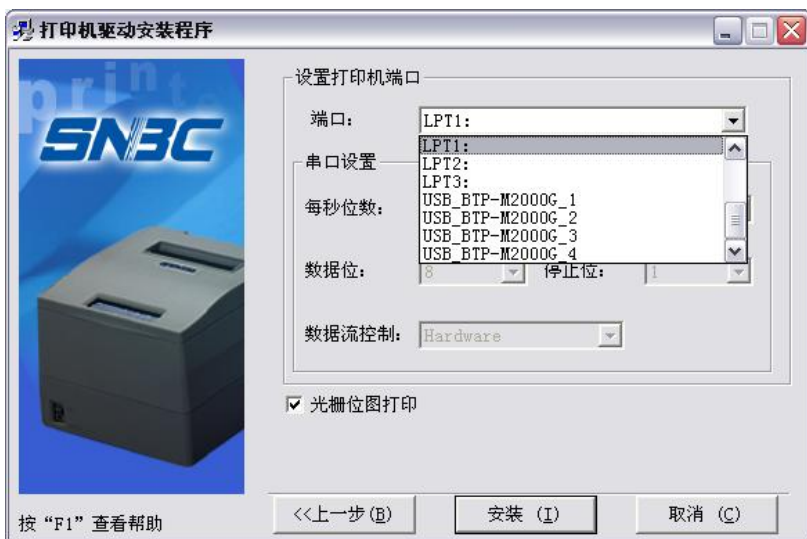 打印机驱动安装程序
printe
SNBC
设置打印机端口
端口: LPT1:
LPT1:
LPT2:
LPT3:
USB_BTP-M2000G_1
USB_BTP-M2000G_2
USB_BTP-M2000G_3
USB_BTP-M2000G_4
串口设置
每秒位数:
数据位: 8 停止位: 1
数据流控制: Hardware
光栅位图打印
按“F1”查看帮助
<<上一步(B) 安装 (I) 取消 (C)